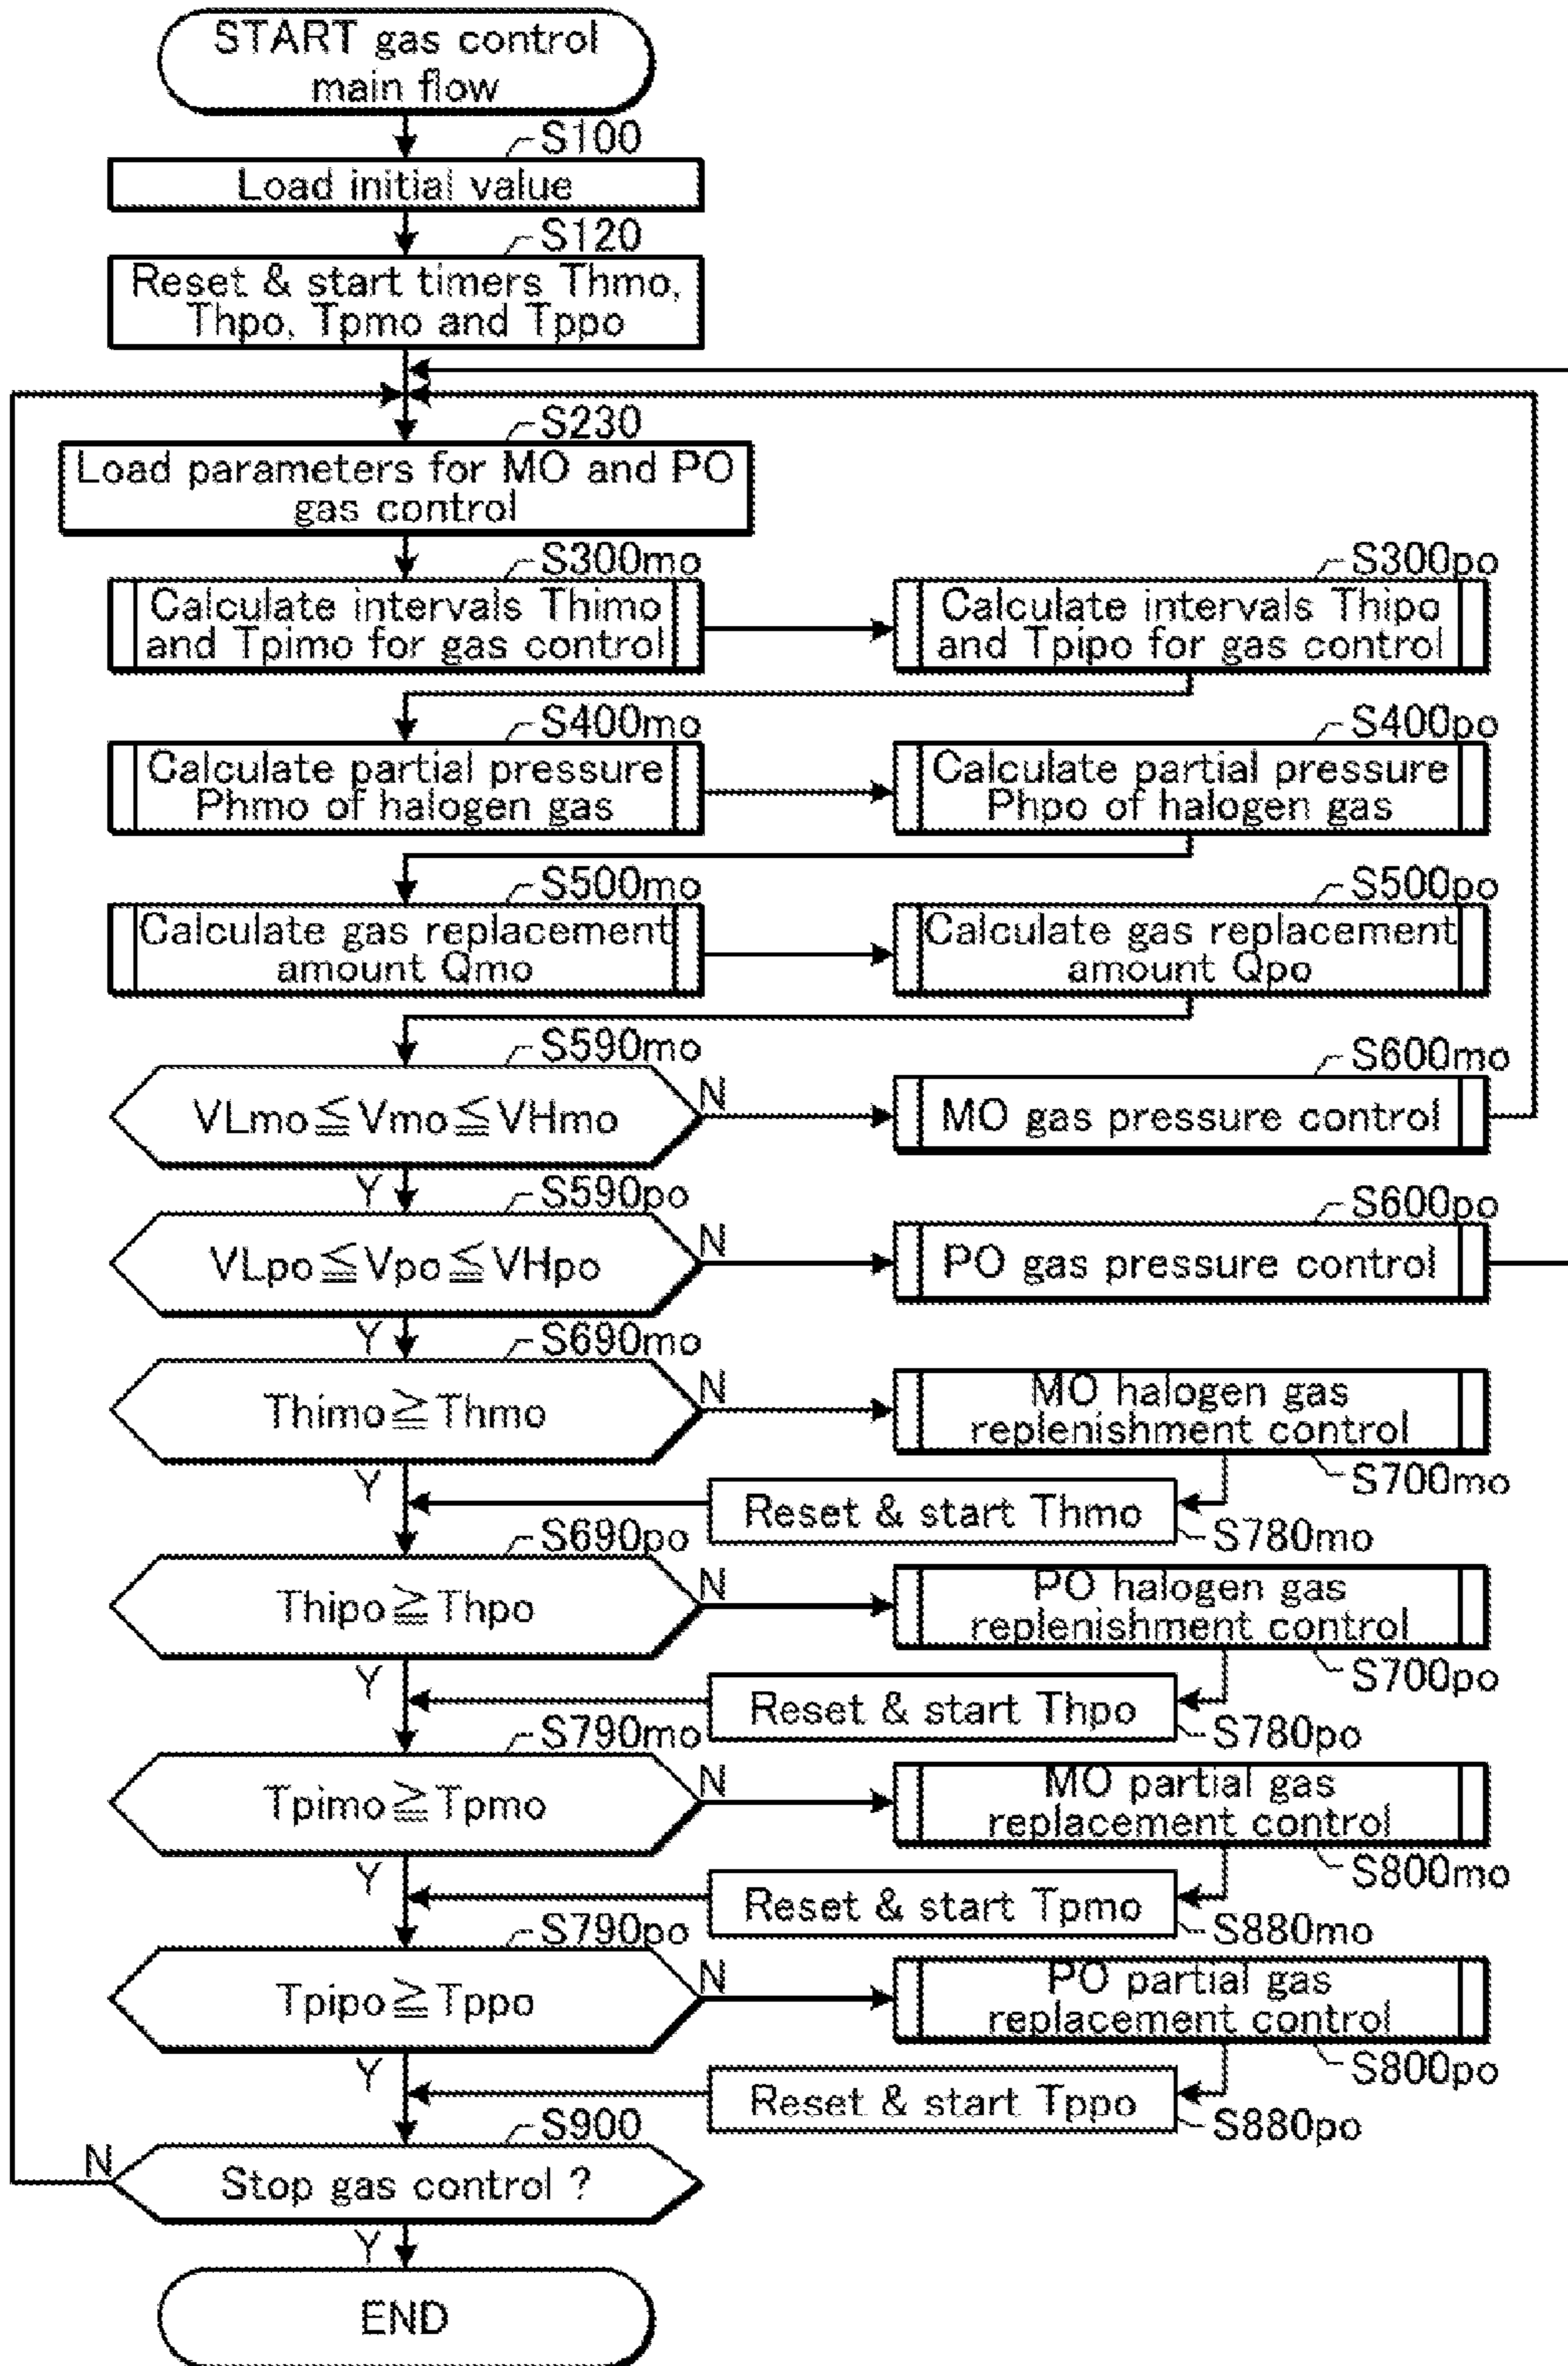 START gas control
main flow
S100
Load initial value
S120
Reset & start timers Thmo,
Thpo, Tpmo and Tppo
S230
Load parameters for MO and PO
gas control
S300mo
Calculate intervals Thimo
and Tpimo for gas control
S300po
Calculate intervals Thipo
and Tpipo for gas control
S400mo
Calculate partial pressure
Phmo of halogen gas
S400po
Calculate partial pressure
Phpo of halogen gas
S500mo
Calculate gas replacement
amount Qmo
S500po
Calculate gas replacement
amount Qpo
S590mo
VLmo≦Vmo≦VHmo
N
S600mo
MO gas pressure control
Y
S590po
VLpo≦Vpo≦VHpo
N
S600po
PO gas pressure control
Y
S690mo
Thimo≧Thmo
N
MO halogen gas
replenishment control
S700mo
Y
Reset & start Thmo
S780mo
S690po
Thipo≧Thpo
N
PO halogen gas
replenishment control
S700po
Y
Reset & start Thpo
S780po
S790mo
Tpimo≧Tpmo
N
MO partial gas
replacement control
S800mo
Y
Reset & start Tpmo
S880mo
S790po
Tpipo≧Tppo
N
PO partial gas
replacement control
S800po
Y
Reset & start Tppo
S880po
S900
N
Stop gas control ?
Y
END